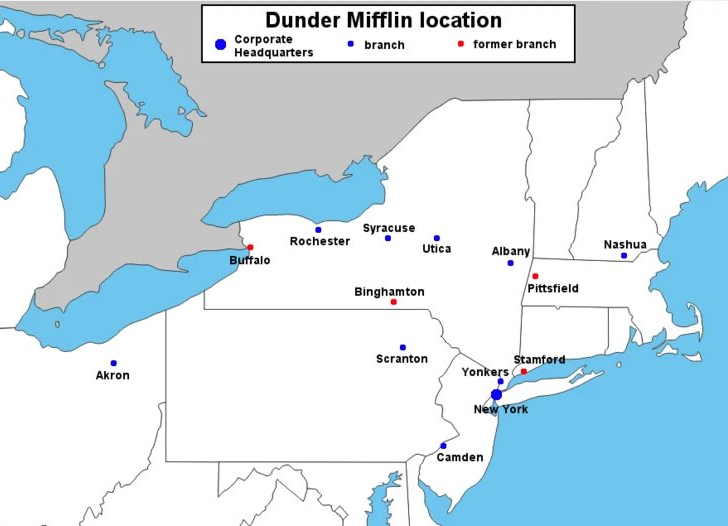 Dunder Mifflin location
Corporate
Headquarters
branch
former branch
Rochester
Syracuse
Utica
Buffalo
Albany
Nashua
Pittsfield
Binghamton
Scranton
Akron
Stamford
Yonkers
New York
Camden